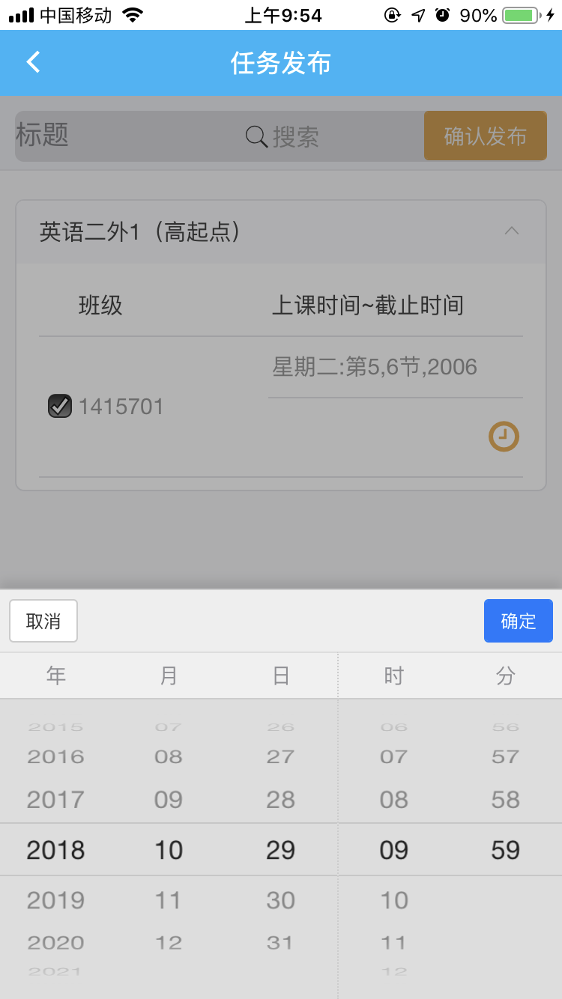 中国移动 上午9:54 90%
任务发布
标题 搜索 确认发布
英语二外1（高起点）
班级 上课时间~截止时间
星期二:第5,6节,2006
1415701
取消 确定
年 月 日 时 分
2015 07 26 06 56
2016 08 27 07 57
2017 09 28 08 58
2018 10 29 09 59
2019 11 30 10
2020 12 31 11
2021 12